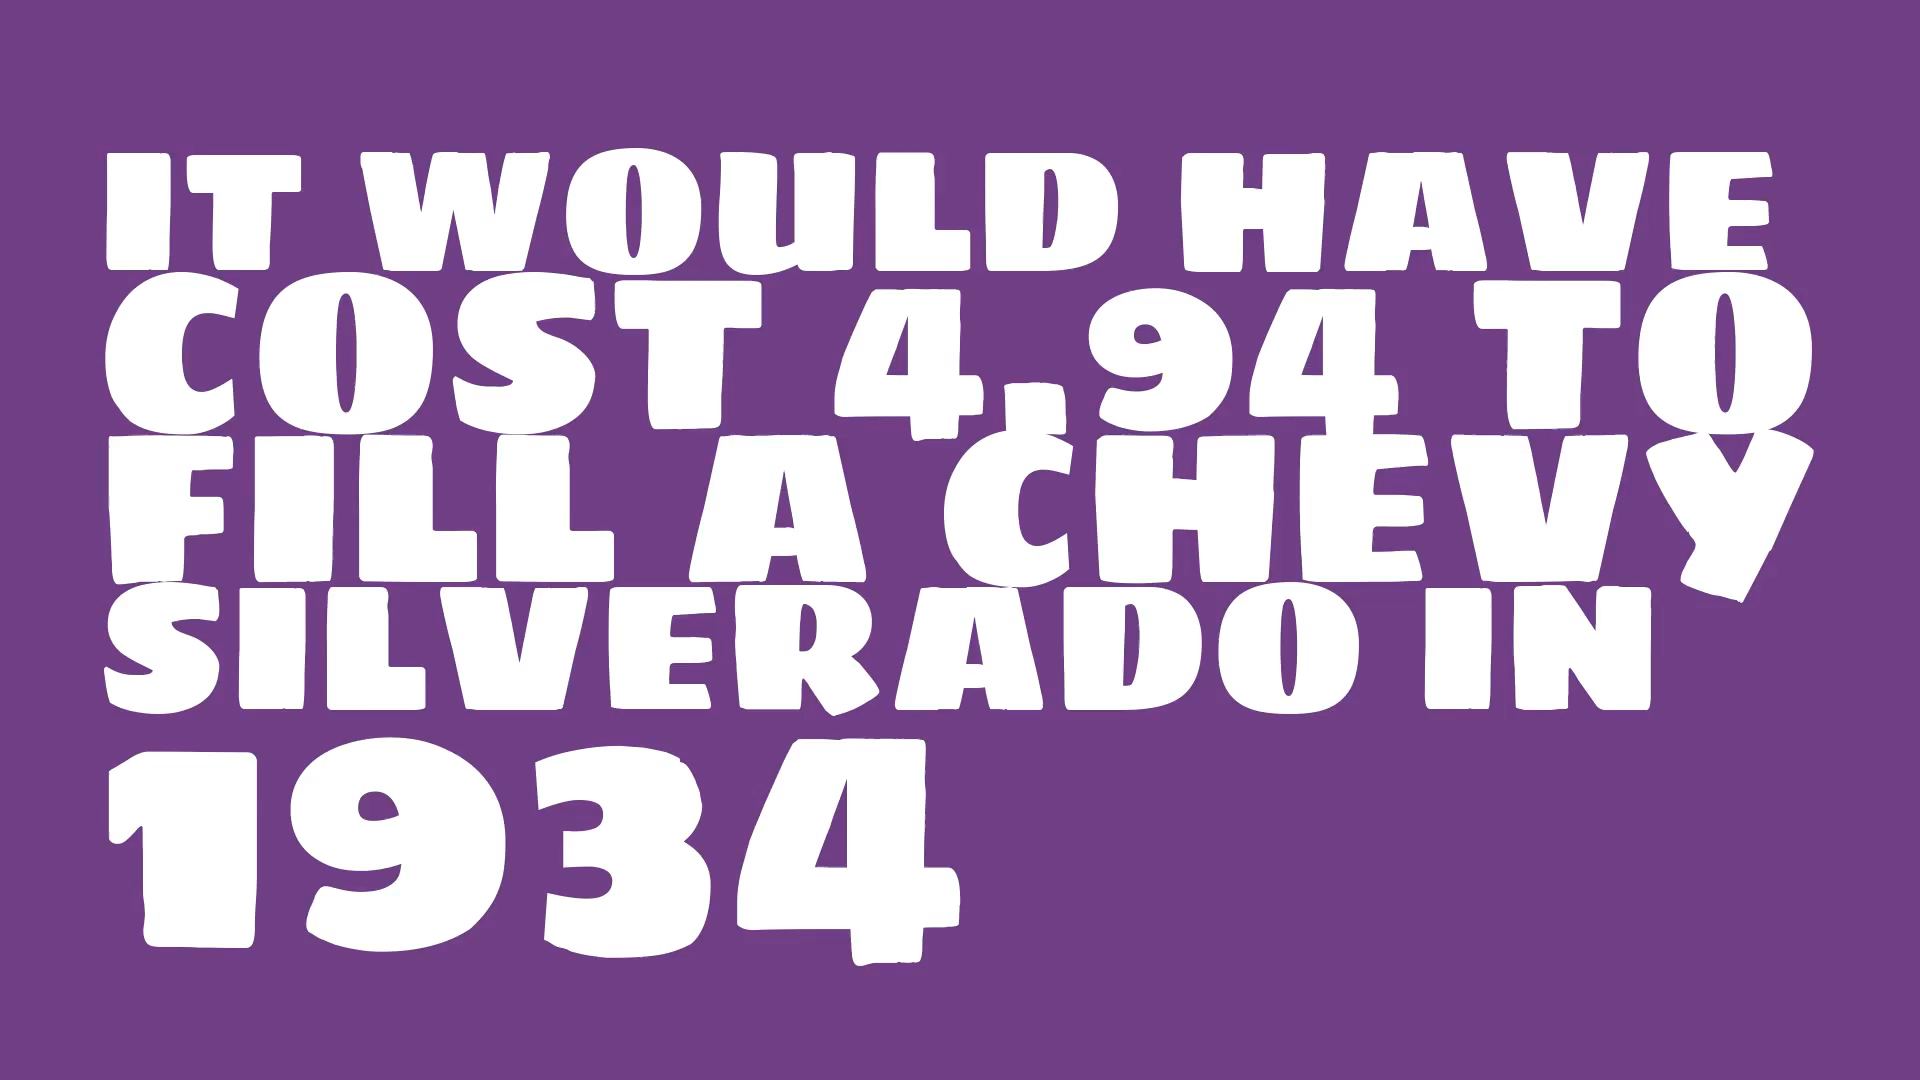 IT WOULD HAVE
COST 4.94 TO
FILL A CHEVY
SILVERADO IN
1934